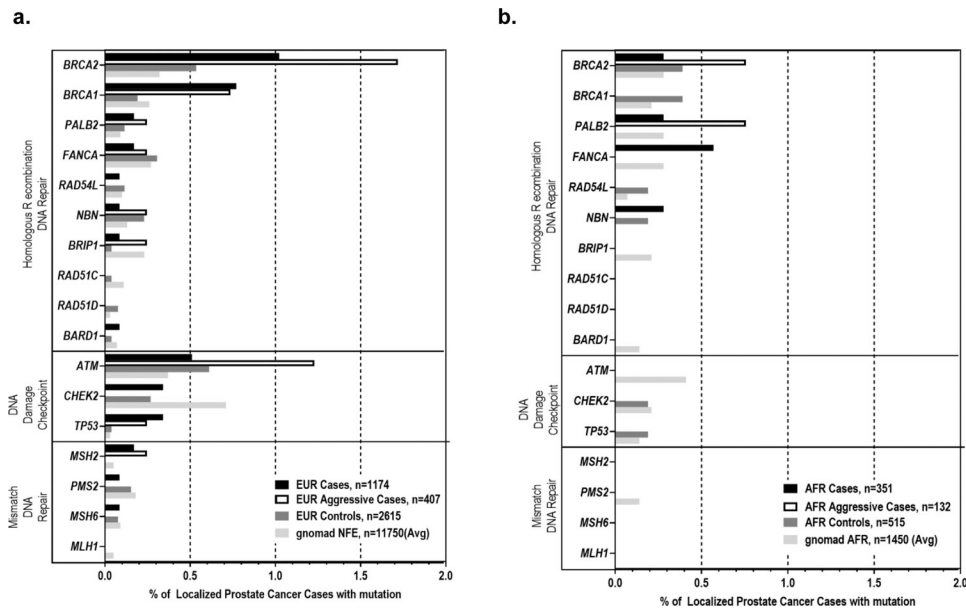 a.
Homologous R ecombination
DNA Repair
BRCA2
BRCA1
PALB2
FANCA
RAD54L
NBN
BRIP1
RAD51C
RAD51D
BARD1
DNA
Damage
Checkpoint
ATM
CHEK2
TP53
Mismatch
DNA
Repair
MSH2
PMS2
MSH6
MLH1
EUR Cases, n=1174
EUR Aggressive Cases, n=407
EUR Controls, n=2615
gnomad NFE, n=11750(Avg)
0.0 0.5 1.0 1.5 2.0
% of Localized Prostate Cancer Cases with mutation
b.
Homologous R ecombination
DNA Repair
BRCA2
BRCA1
PALB2
FANCA
RAD54L
NBN
BRIP1
RAD51C
RAD51D
BARD1
DNA
Damage
Checkpoint
ATM
CHEK2
TP53
Mismatch
DNA Repair
MSH2
PMS2
MSH6
MLH1
AFR Cases, n=351
AFR Aggressive Cases, n=132
AFR Controls, n=515
gnomad AFR, n=1450 (Avg)
0.0 0.5 1.0 1.5 2.0
% of Localized Prostate Cancer Cases with mutation